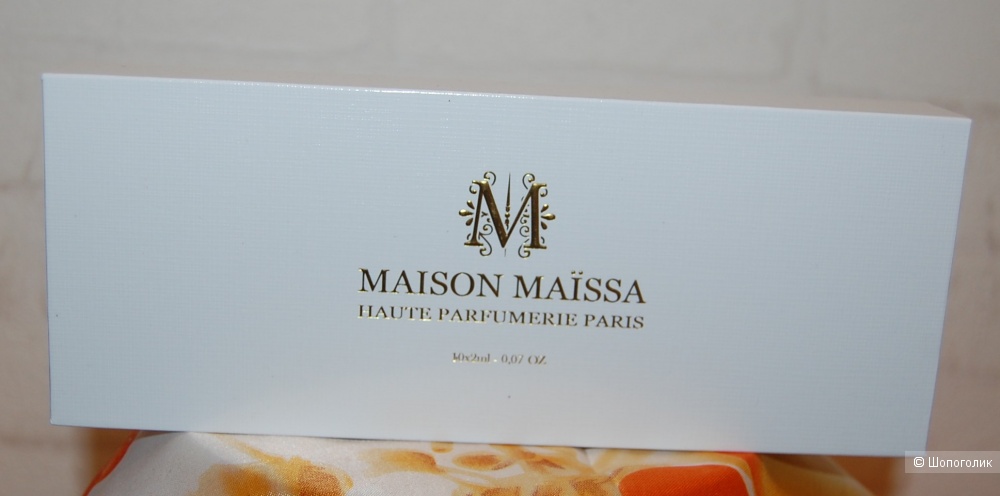 M
MAISON MAÏSSA
HAUTE PARFUMERIE PARIS
10x2ml - 0,07 OZ
© Шопоголик